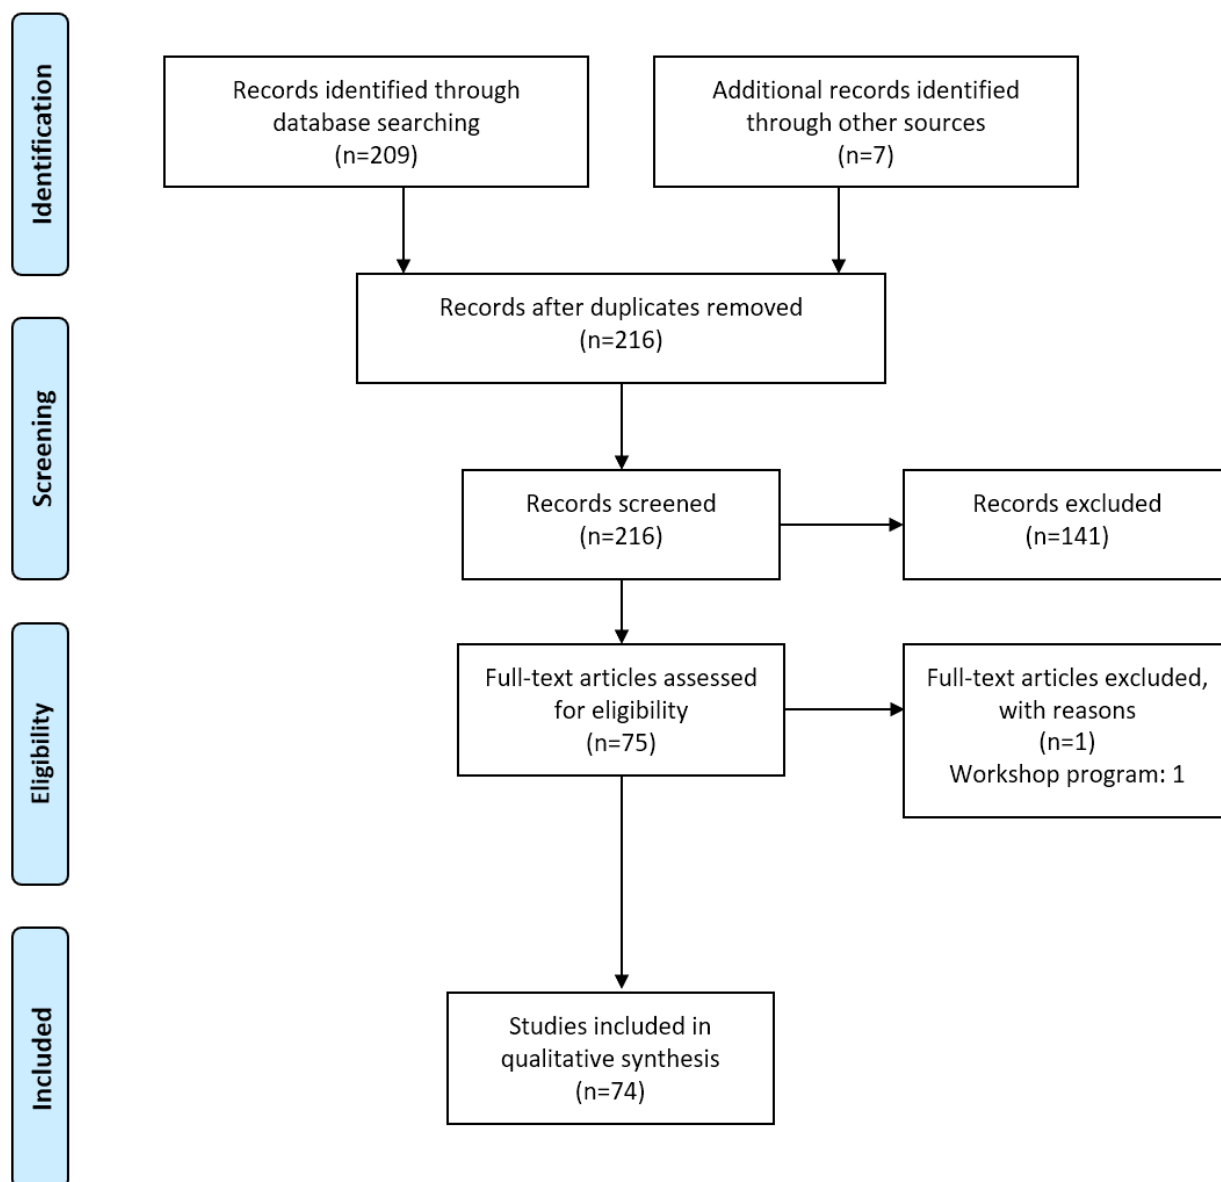 Identification
Records identified through
database searching
(n=209)
Additional records identified
through other sources
(n=7)
Records after duplicates removed
(n=216)
Screening
Records screened
(n=216)
Records excluded
(n=141)
Eligibility
Full-text articles assessed
for eligibility
(n=75)
Full-text articles excluded,
with reasons
(n=1)
Workshop program: 1
Included
Studies included in
qualitative synthesis
(n=74)